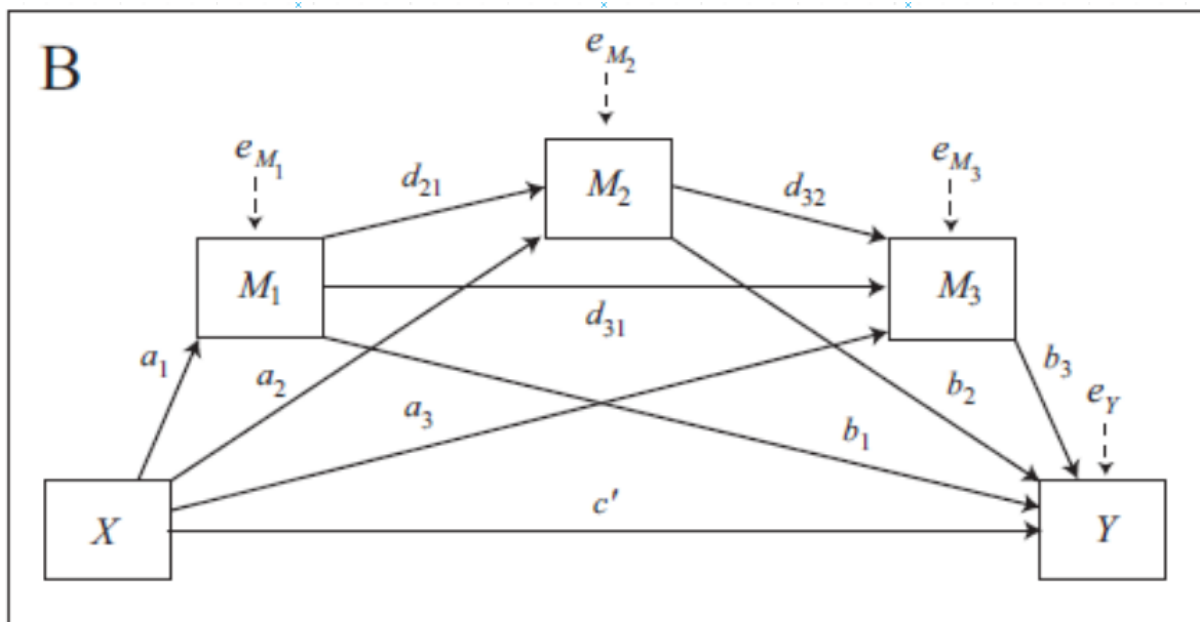 B
e_{M_2}
e_{M_1}
e_{M_3}
d_{21}
M_2
d_{32}
M_1
M_3
d_{31}
a_1
a_2
a_3
b_1
b_2
b_3
e_Y
X
c′
Y